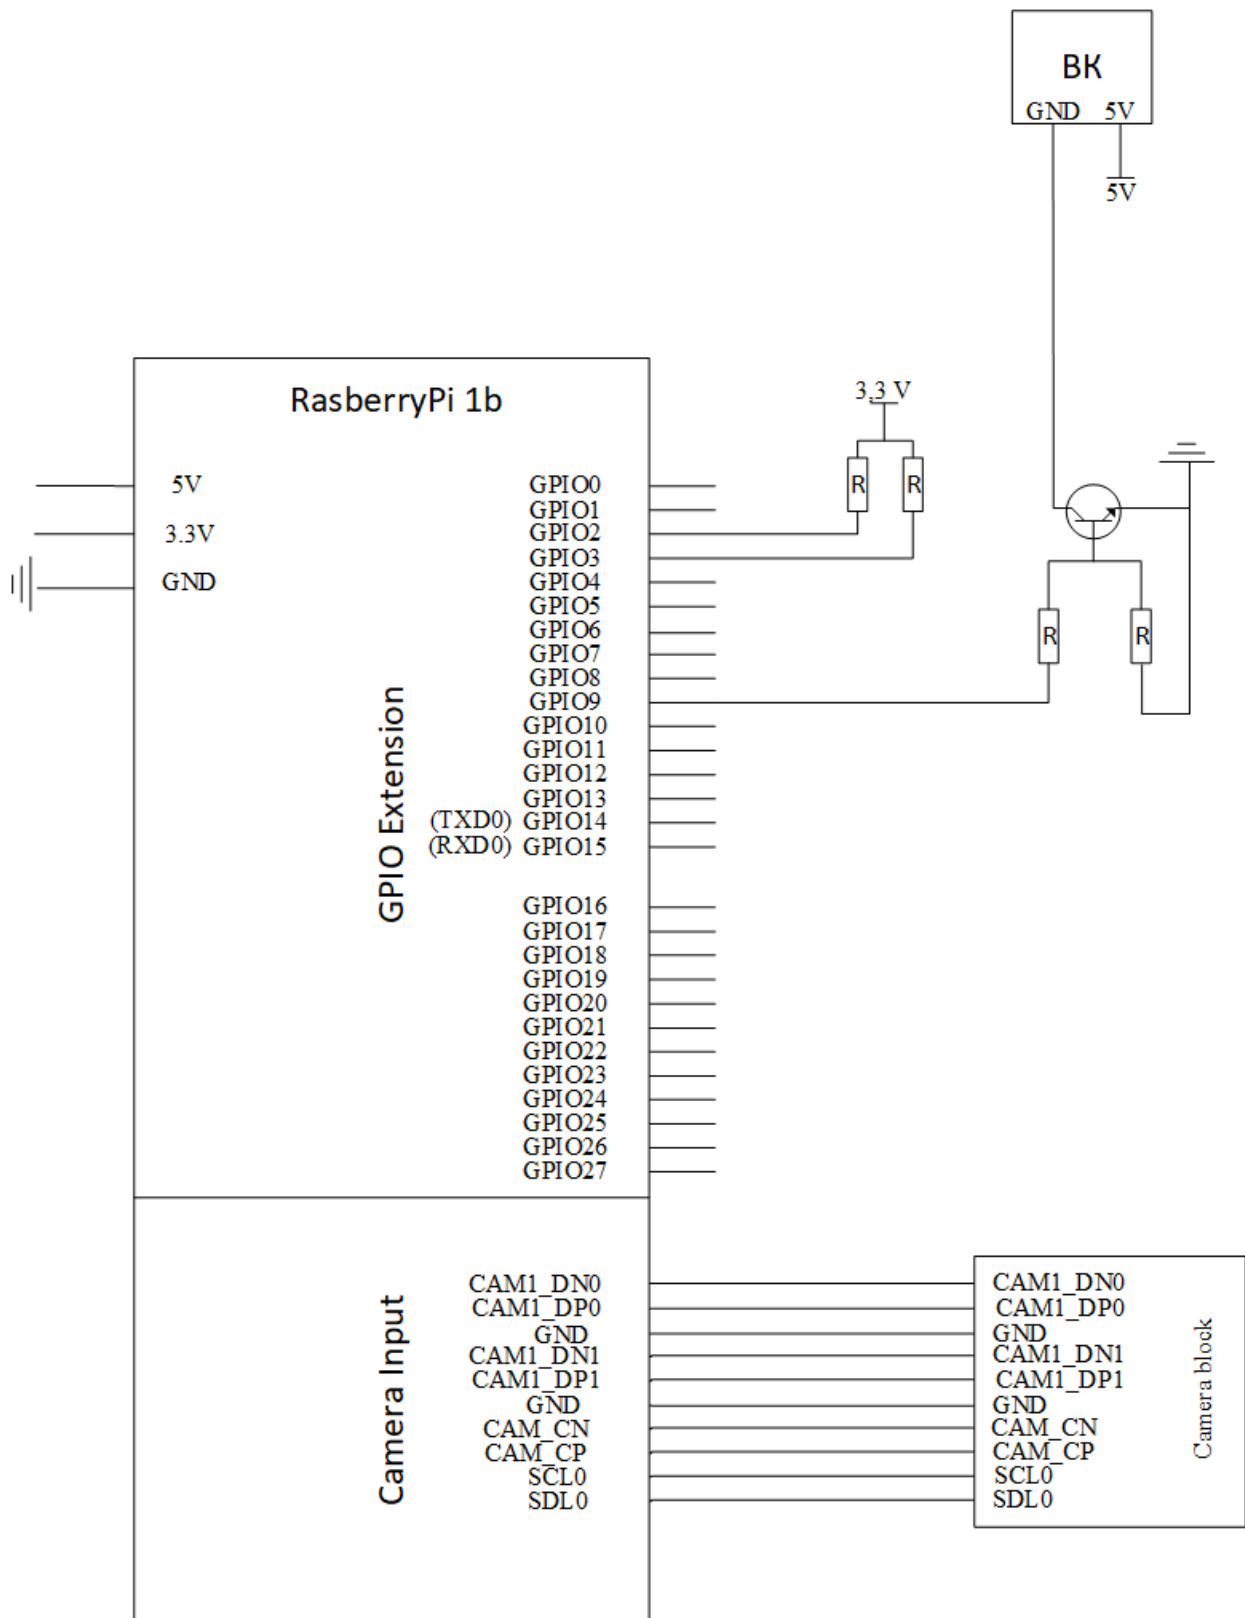 ВК
GND 5V
5V
RasberryPi 1b
3,3 V
5V
3.3V
GND
GPIO0
GPIO1
GPIO2
GPIO3
GPIO4
GPIO5
GPIO6
GPIO7
GPIO8
GPIO9
GPIO10
GPIO11
GPIO12
GPIO13
(TXD0) GPIO14
(RXD0) GPIO15
GPIO16
GPIO17
GPIO18
GPIO19
GPIO20
GPIO21
GPIO22
GPIO23
GPIO24
GPIO25
GPIO26
GPIO27
GPIO Extension
R R
R R
Camera Input
CAM1_DN0
CAM1_DP0
GND
CAM1_DN1
CAM1_DP1
GND
CAM_CN
CAM_CP
SCL0
SDL0
CAM1_DN0
CAM1_DP0
GND
CAM1_DN1
CAM1_DP1
GND
CAM_CN
CAM_CP
SCL0
SDL0
Camera block